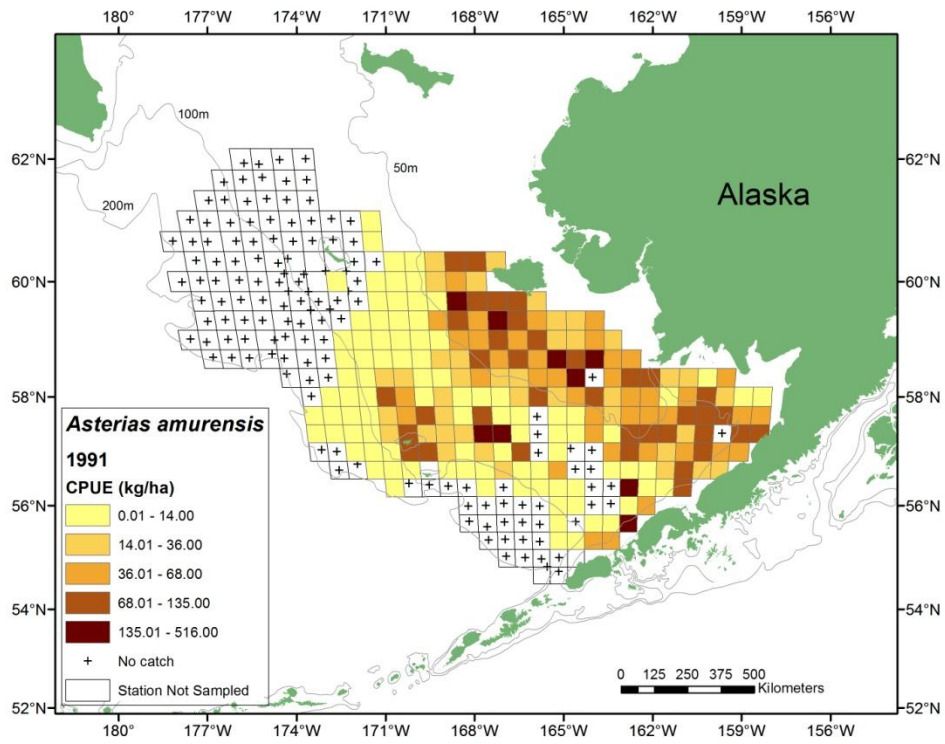 180° 177°W 174°W 171°W 168°W 165°W 162°W 159°W 156°W
100m
62°N 50m 62°N
200m Alaska
60°N 60°N
58°N 58°N
Asterias amurensis
1991
CPUE (kg/ha)
56°N 0.01 - 14.00 56°N
14.01 - 36.00
36.01 - 68.00
54°N 68.01 - 135.00 54°N
135.01 - 516.00
+ No catch
0 125 250 375 500
Station Not Sampled Kilometers
52°N 52°N
180° 177°W 174°W 171°W 168°W 165°W 162°W 159°W 156°W